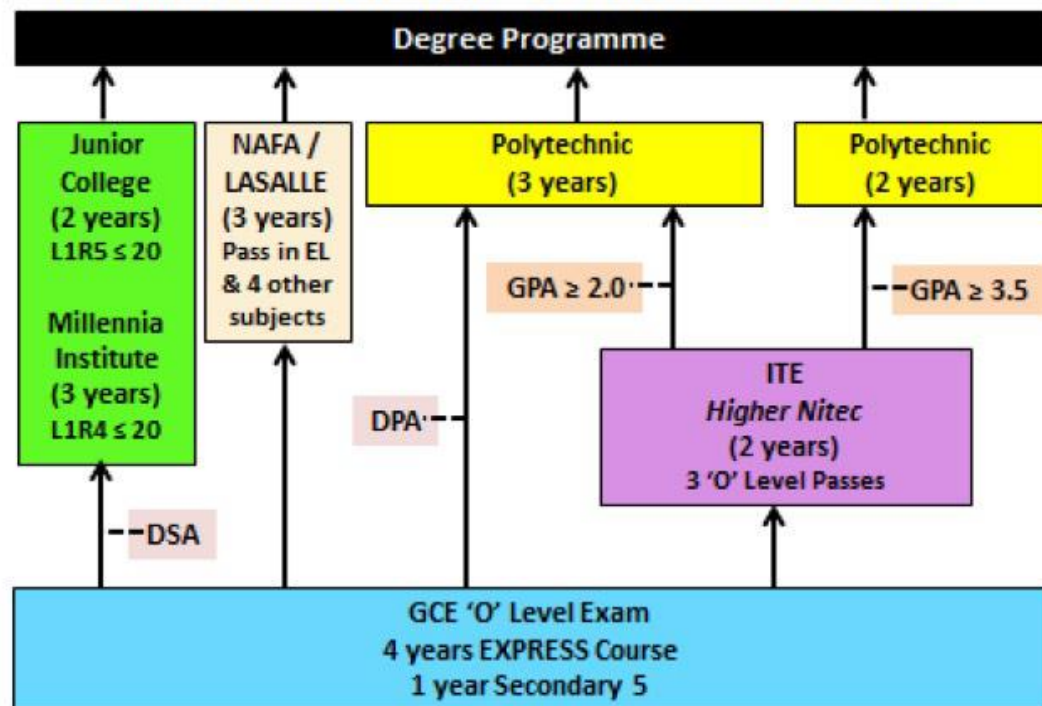 Degree Programme
Junior
College
(2 years)
L1R5 ≤ 20
Millennia
Institute
(3 years)
L1R4 ≤ 20
NAFA /
LASALLE
(3 years)
Pass in EL
& 4 other
subjects
Polytechnic
(3 years)
Polytechnic
(2 years)
GPA ≥ 2.0
GPA ≥ 3.5
ITE
Higher Nitec
(2 years)
3 ‘O’ Level Passes
DPA
DSA
GCE ‘O’ Level Exam
4 years EXPRESS Course
1 year Secondary 5